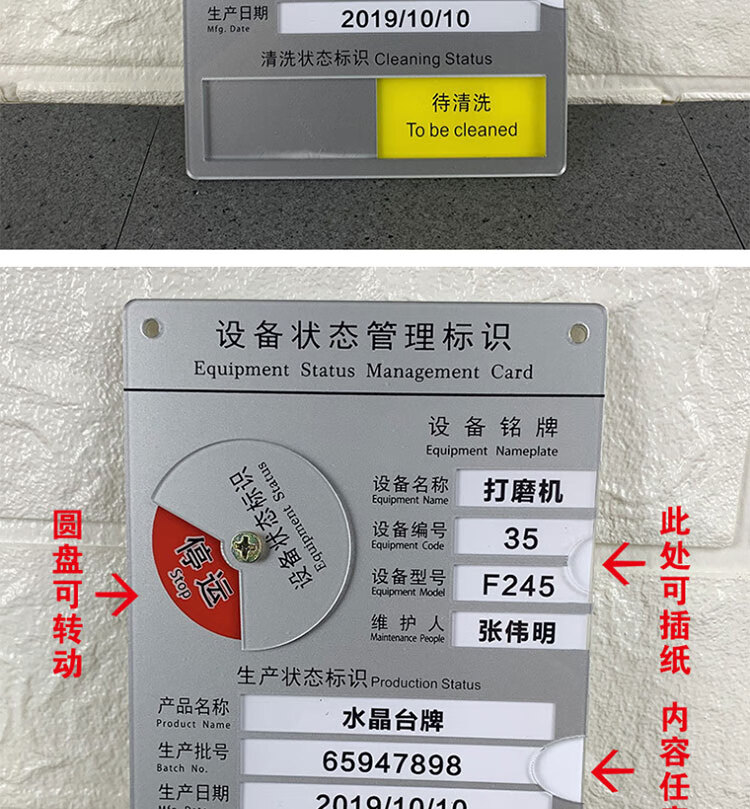 生产日期
Mfg. Date
2019/10/10
清洗状态标识 Cleaning Status
待清洗
To be cleaned
设备状态管理标识
Equipment Status Management Card
设备铭牌
Equipment Nameplate
设备状态标识
Equipment Status
停运
Stop
设备名称
Equipment Name
打磨机
设备编号
Equipment Code
35
设备型号
Equipment Model
F245
维护人
Maintenance People
张伟明
生产状态标识 Production Status
产品名称
Product Name
水晶台牌
生产批号
Batch No.
65947898
生产日期
Mfg. Date
2019/10/10
圆盘可转动
此处可插纸 内容任